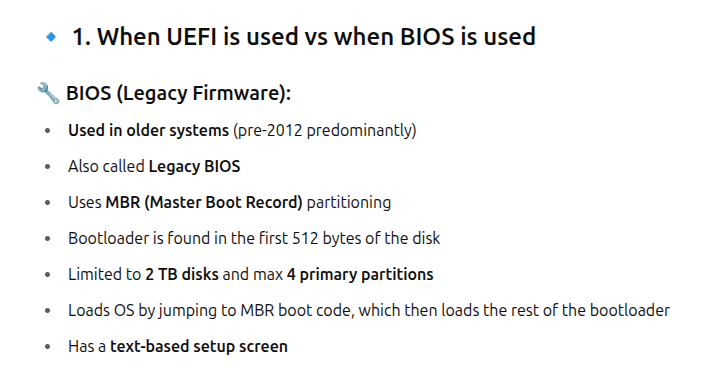 🔹 1. When UEFI is used vs when BIOS is used
🔧 BIOS (Legacy Firmware):
• Used in older systems (pre-2012 predominantly)
• Also called Legacy BIOS
• Uses MBR (Master Boot Record) partitioning
• Bootloader is found in the first 512 bytes of the disk
• Limited to 2 TB disks and max 4 primary partitions
• Loads OS by jumping to MBR boot code, which then loads the rest of the bootloader
• Has a text-based setup screen